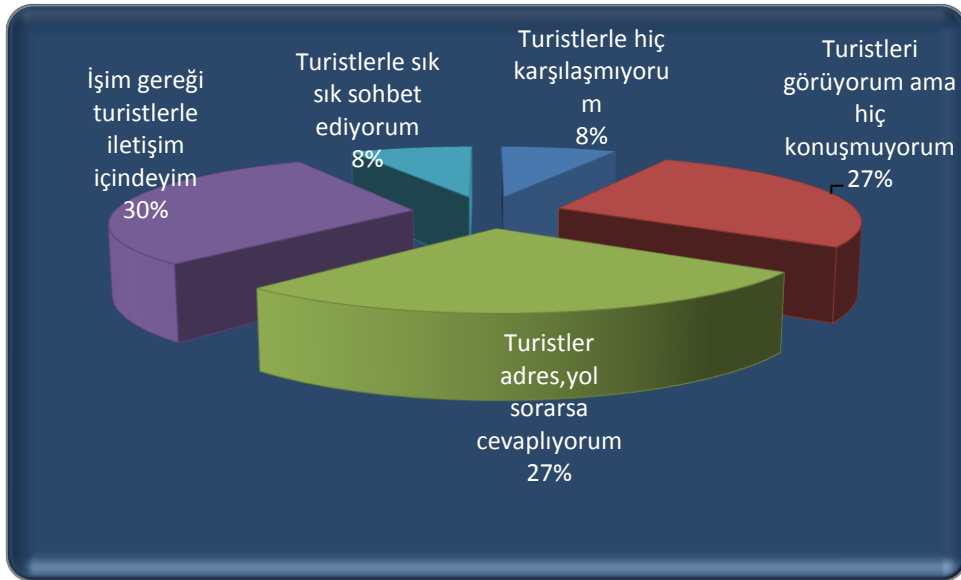 Turistlerle hiç
karşılaşmıyoru
m
8%
Turistleri
görüyorum ama
hiç
konuşmuyorum
27%
Turistler
adres,yol
sorarsa
cevaplıyorum
27%
İşim gereği
turistlerle
iletişim
içindeyim
30%
Turistlerle sık
sık sohbet
ediyorum
8%